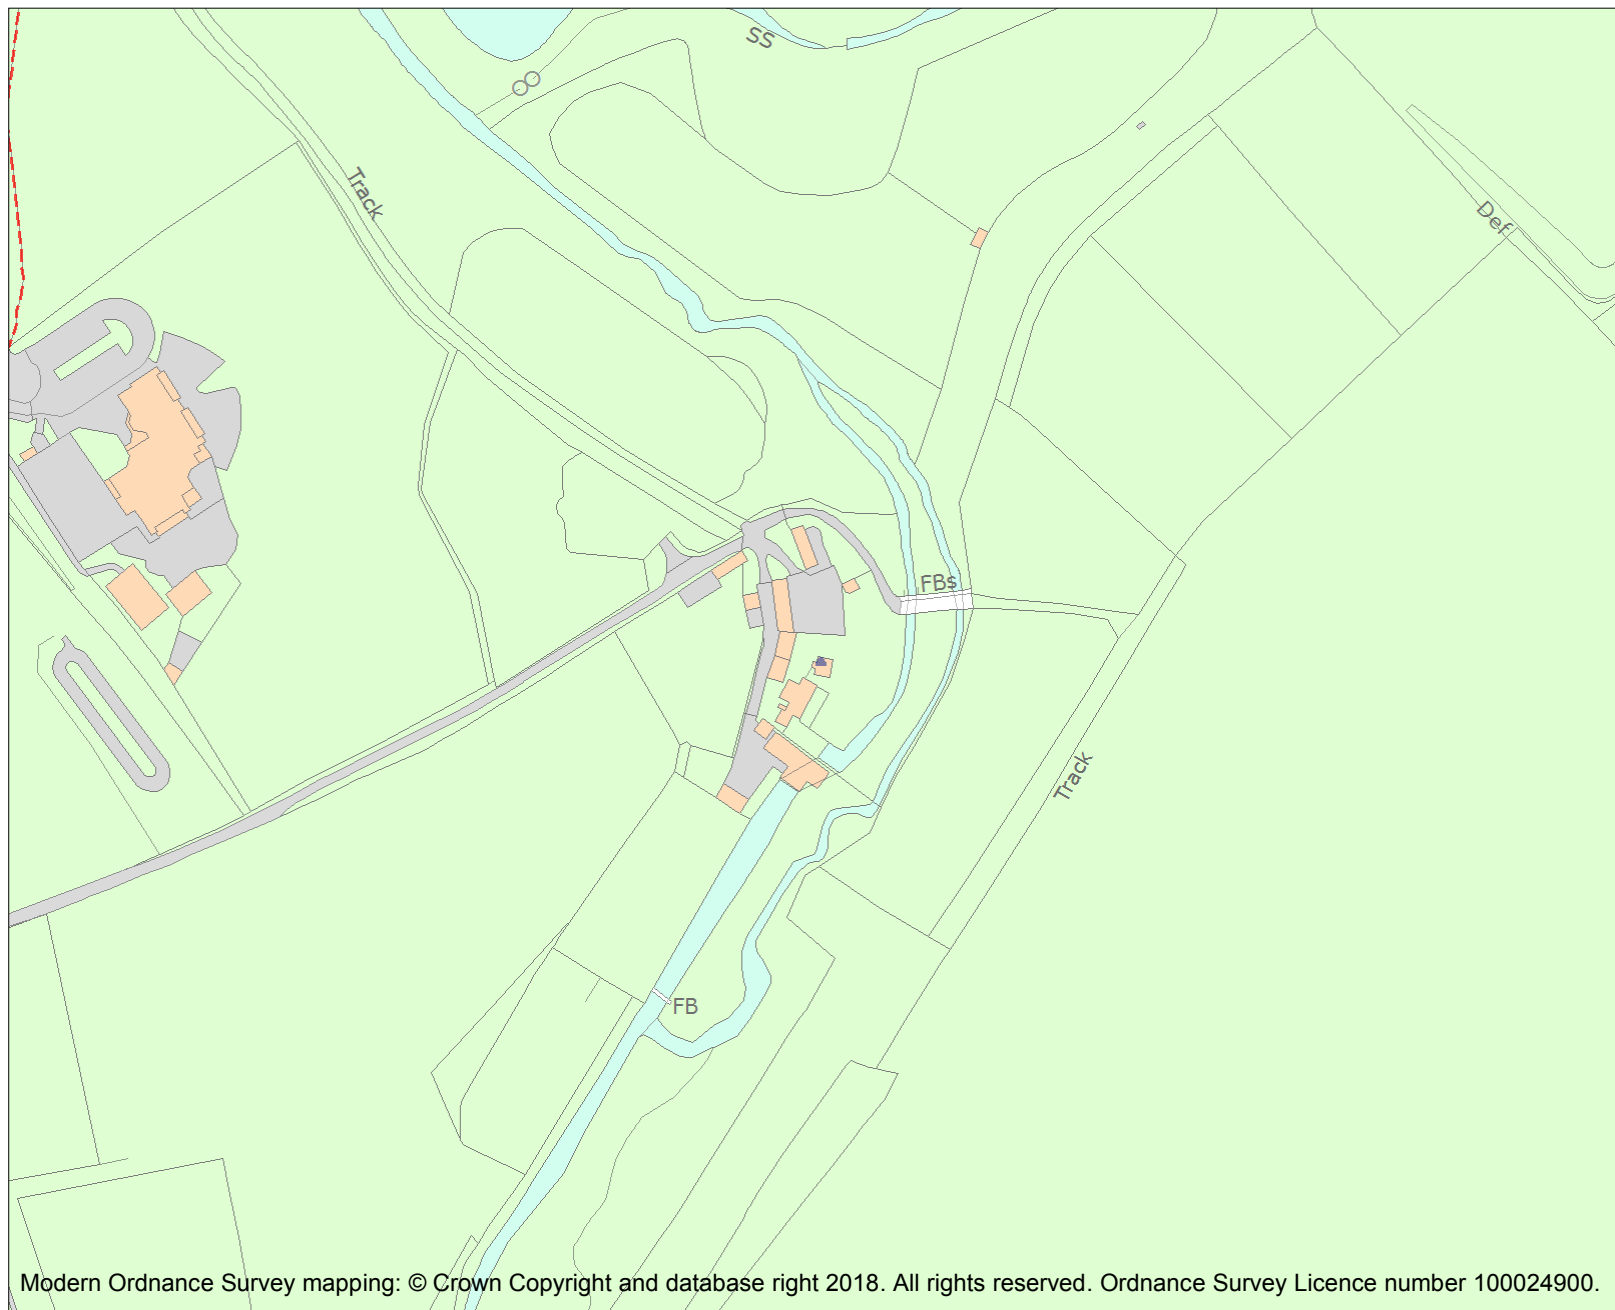 SS
Track
Def
FBs
Track
FB
Modern Ordnance Survey mapping: © Crown Copyright and database right 2018. All rights reserved. Ordnance Survey Licence number 100024900.